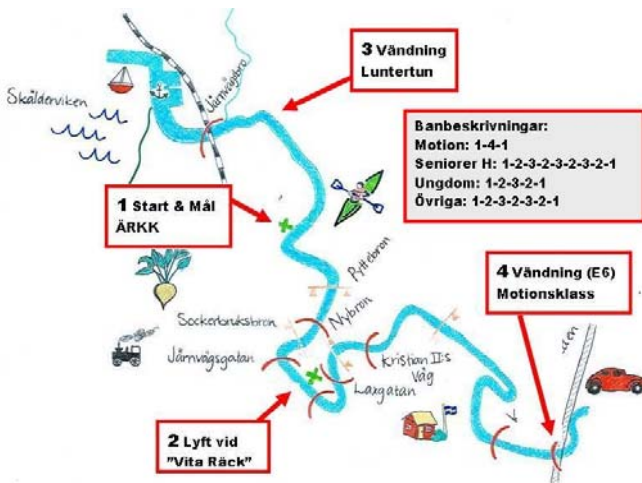 3 Vändning
Luntertun
Järnvägsbro
Skälderviken
Banbeskrivningar:
Motion: 1-4-1
Seniorer H: 1-2-3-2-3-2-3-2-1
Ungdom: 1-2-3-2-1
Övriga: 1-2-3-2-3-2-1
1 Start & Mål
ÄRKK
Pyttebron
4 Vändning (E6)
Motionsklass
Sockerbruksbron
Nybron
Järnvägsgatan
Kristian II:s
Väg
Laxgatan
2 Lyft vid
"Vita Räck"